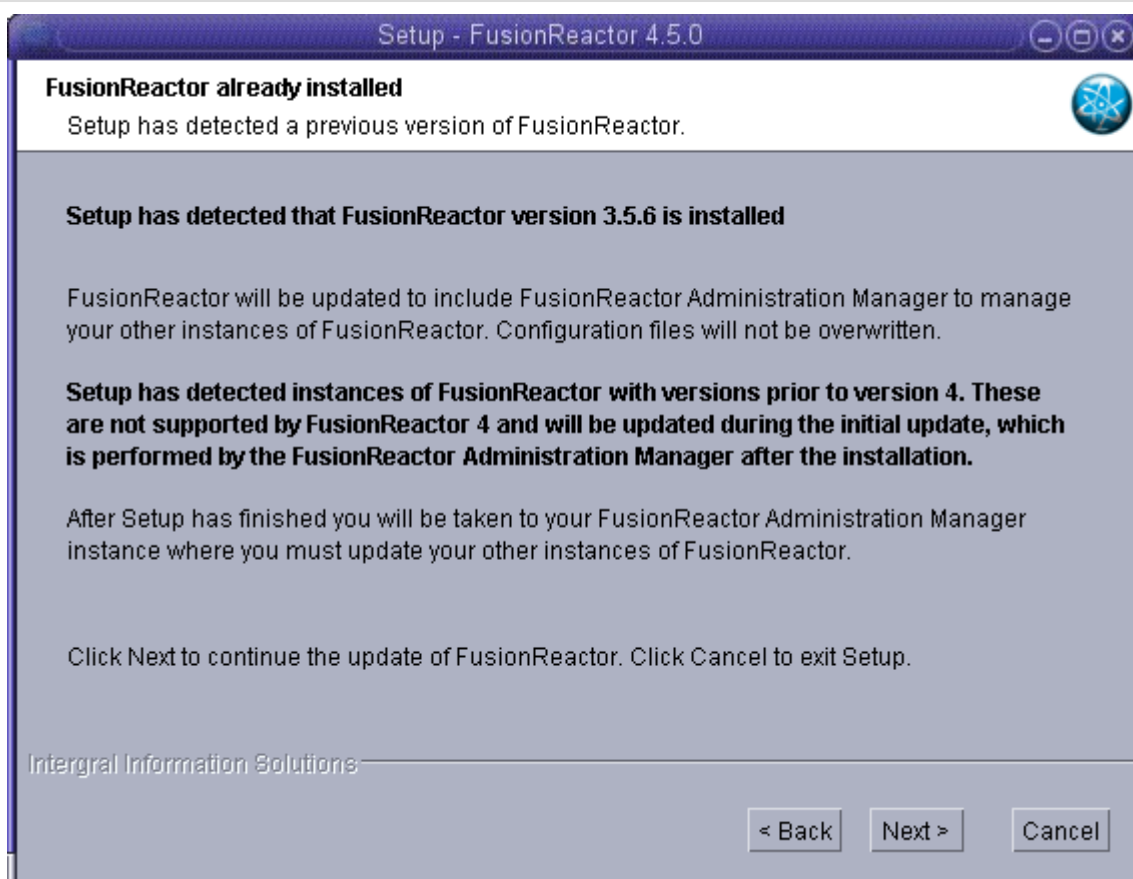 Setup - FusionReactor 4.5.0
FusionReactor already installed
Setup has detected a previous version of FusionReactor.
Setup has detected that FusionReactor version 3.5.6 is installed
FusionReactor will be updated to include FusionReactor Administration Manager to manage
your other instances of FusionReactor. Configuration files will not be overwritten.
Setup has detected instances of FusionReactor with versions prior to version 4. These
are not supported by FusionReactor 4 and will be updated during the initial update, which
is performed by the FusionReactor Administration Manager after the installation.
After Setup has finished you will be taken to your FusionReactor Administration Manager
instance where you must update your other instances of FusionReactor.
Click Next to continue the update of FusionReactor. Click Cancel to exit Setup.
Intergral Information Solutions
< Back Next > Cancel